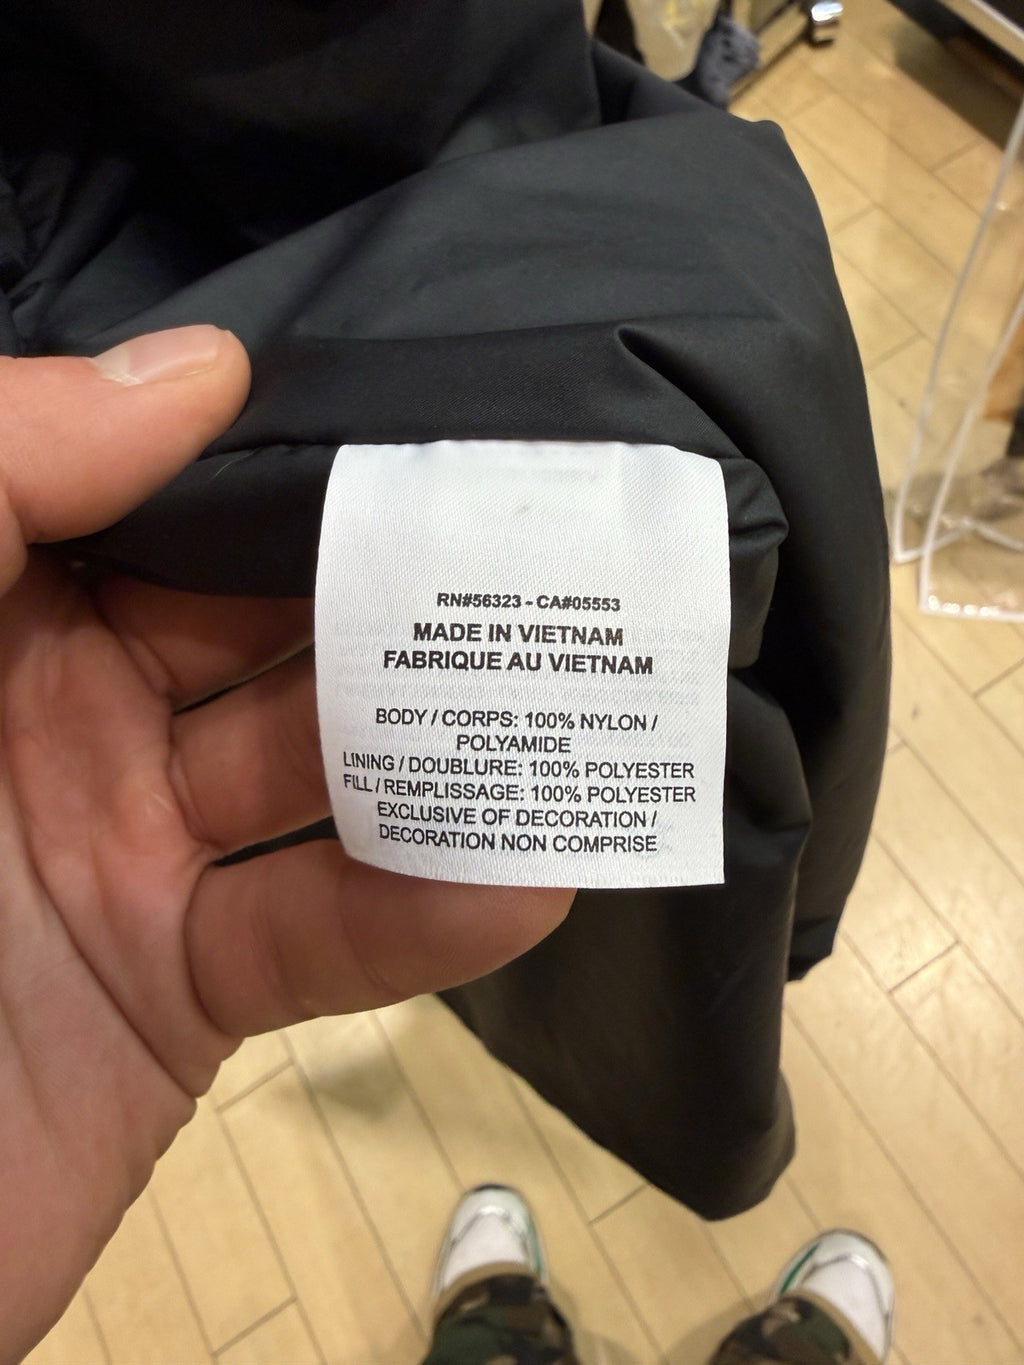 RN#56323 - CA#05553
MADE IN VIETNAM
FABRIQUE AU VIETNAM
BODY / CORPS: 100% NYLON /
POLYAMIDE
LINING / DOUBLURE: 100% POLYESTER
FILL / REMPLISSAGE: 100% POLYESTER
EXCLUSIVE OF DECORATION /
DECORATION NON COMPRISE